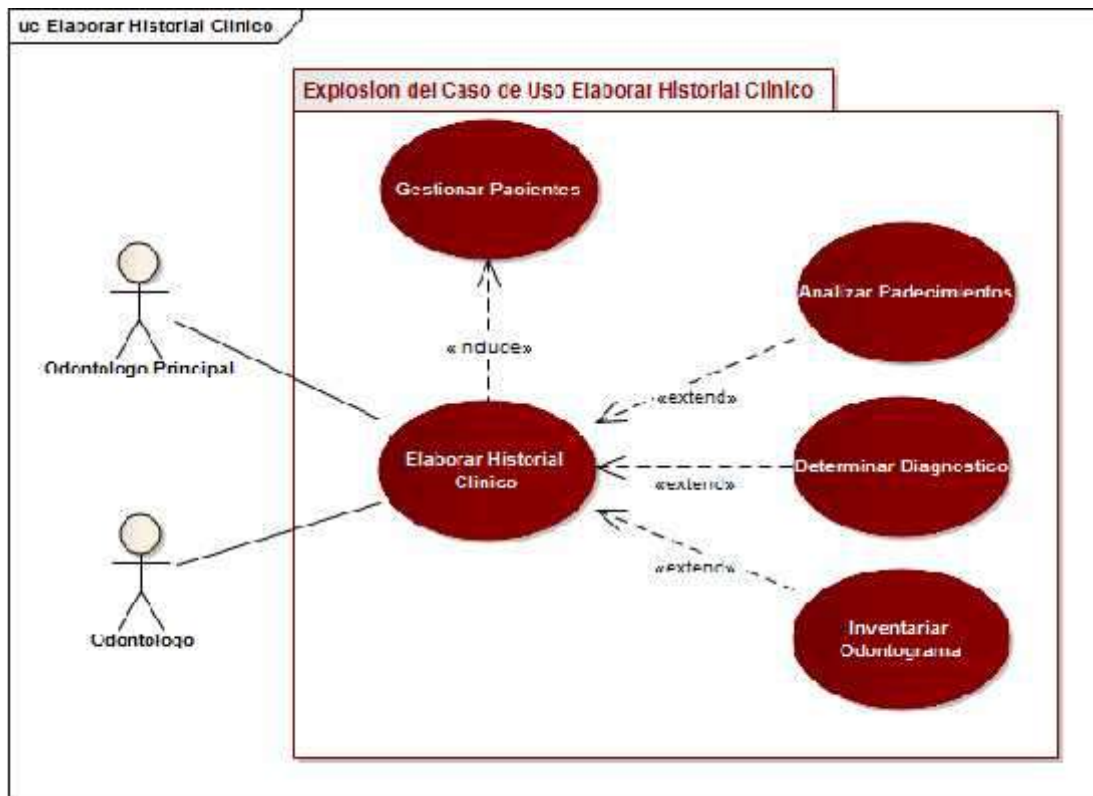 uc Elaborar Historial Clinico
Explosion del Caso de Uso Elaborar Historial Clinico
Gestionar Pacientes
Analizar Padecimientos
«include»
Odontologo Principal
«extend»
Elaborar Historial
Clinico
Determinar Diagnostico
«extend»
«extend»
Odontologo
Inventariar
Odontograma